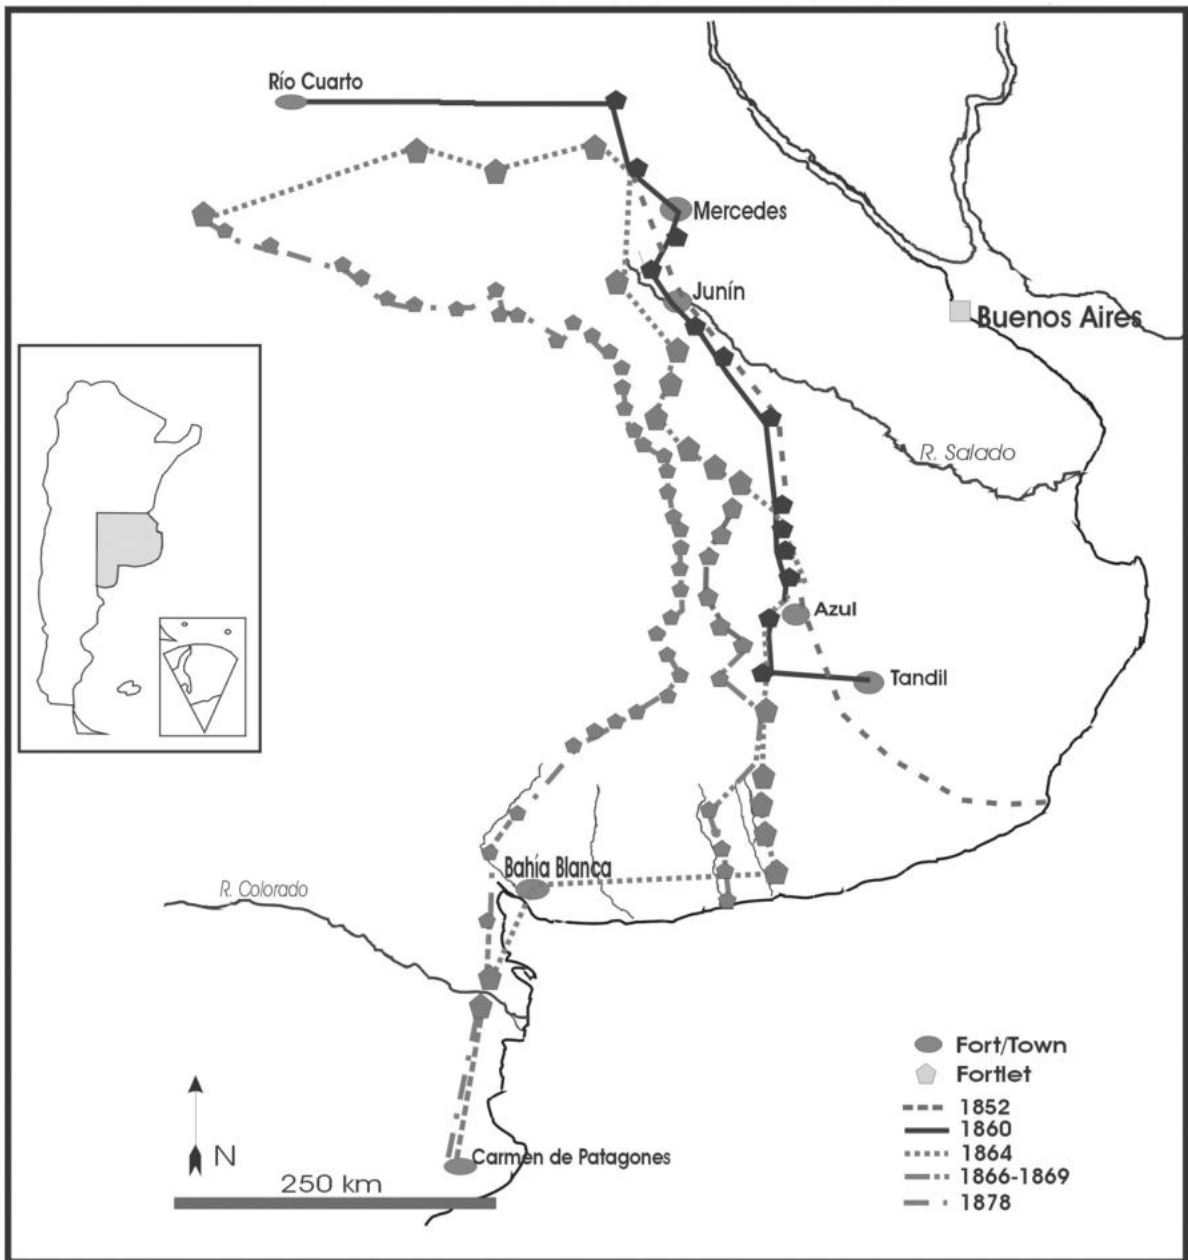 Río Cuarto
Mercedes
Junín
Buenos Aires
R. Salado
Azul
Tandil
Bahía Blanca
R. Colorado
Carmen de Patagones
N
250 km
Fort/Town
Fortlet
1852
1860
1864
1866-1869
1878